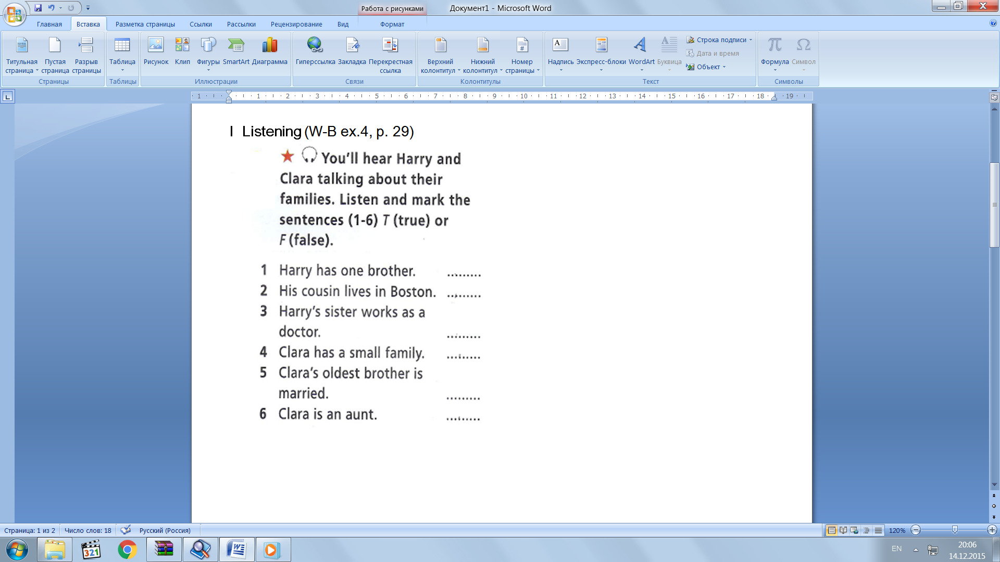 Работа с рисунками
Документ1 - Microsoft Word
Главная Вставка Разметка страницы Ссылки Рассылки Рецензирование Вид Формат
Титульная страница Пустая страница Разрыв страницы Таблица Рисунок Клип Фигуры SmartArt Диаграмма Гиперссылка Закладка Перекрестная ссылка Верхний колонтитул Нижний колонтитул Номер страницы Надпись Экспресс-блоки WordArt Буквица Строка подписи Дата и время Объект Формула Символ
Страницы Таблицы Иллюстрации Связи Колонтитулы Текст Символы
1 1 2 3 4 5 6 7 8 9 10 11 12 13 14 15 16 17 18 19
I Listening (W-B ex.4, p. 29)
You'll hear Harry and
Clara talking about their
families. Listen and mark the
sentences (1-6) T (true) or
F (false).
1 Harry has one brother. .........
2 His cousin lives in Boston. .........
3 Harry's sister works as a
doctor. .........
4 Clara has a small family. .........
5 Clara's oldest brother is
married. .........
6 Clara is an aunt. .........
Страница: 1 из 2 Число слов: 18 Русский (Россия) 120%
321
EN
20:06
14.12.2015